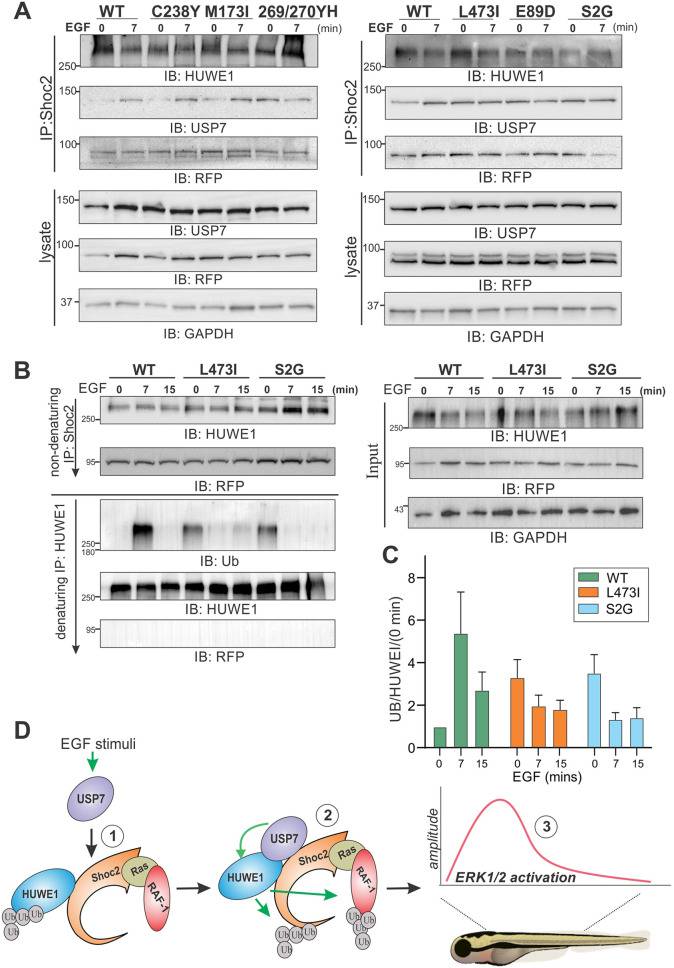 A
WT C238Y M173I 269/270YH
EGF 0 7 0 7 0 7 0 7 (min)
IP:Shoc2
250
IB: HUWE1
150
IB: USP7
100
IB: RFP
lysate
150
IB: USP7
100
IB: RFP
37
IB: GAPDH
WT L473I E89D S2G
EGF 0 7 0 7 0 7 0 7 (min)
IP:Shoc2
250
IB: HUWE1
150
IB: USP7
100
IB: RFP
lysate
150
IB: USP7
100
IB: RFP
37
IB: GAPDH
B
WT L473I S2G
EGF 0 7 15 0 7 15 0 7 15 (min)
non-denaturing
IP: Shoc2
250
IB: HUWE1
95
IB: RFP
denaturing IP: HUWE1
250
180
IB: Ub
250
IB: HUWE1
95
IB: RFP
WT L473I S2G
EGF 0 7 15 0 7 15 0 7 15 (min)
Input
250
IB: HUWE1
95
IB: RFP
43
IB: GAPDH
C
UB/HUWEI/(0 min)
8
6
4
2
0
WT
L473I
S2G
0 7 15 0 7 15 0 7 15
EGF (mins)
D
EGF stimuli
USP7
1
HUWE1
Shoc2
Ras
RAF-1
Ub Ub Ub
Ub Ub
2
USP7
HUWE1
Shoc2
Ras
RAF-1
Ub Ub Ub
Ub
Ub Ub
Ub
Ub
amplitude
3
ERK1/2 activation